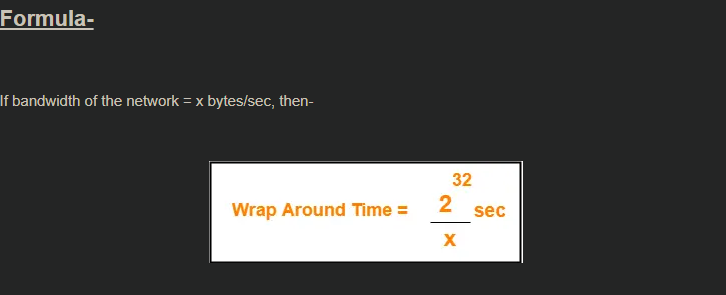 Formula-
If bandwidth of the network = x bytes/sec, then-
Wrap Around Time = 2^32 / x sec